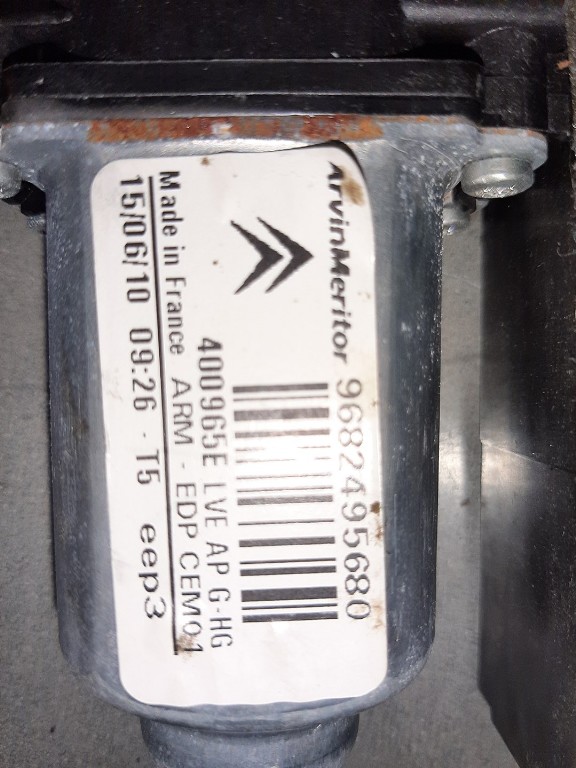 ArvinMeritor 9682495680
400965E LVE AP G-HG
Made in France ARM - EDP CEM01
15/06/10 09:26 - T5 eep3